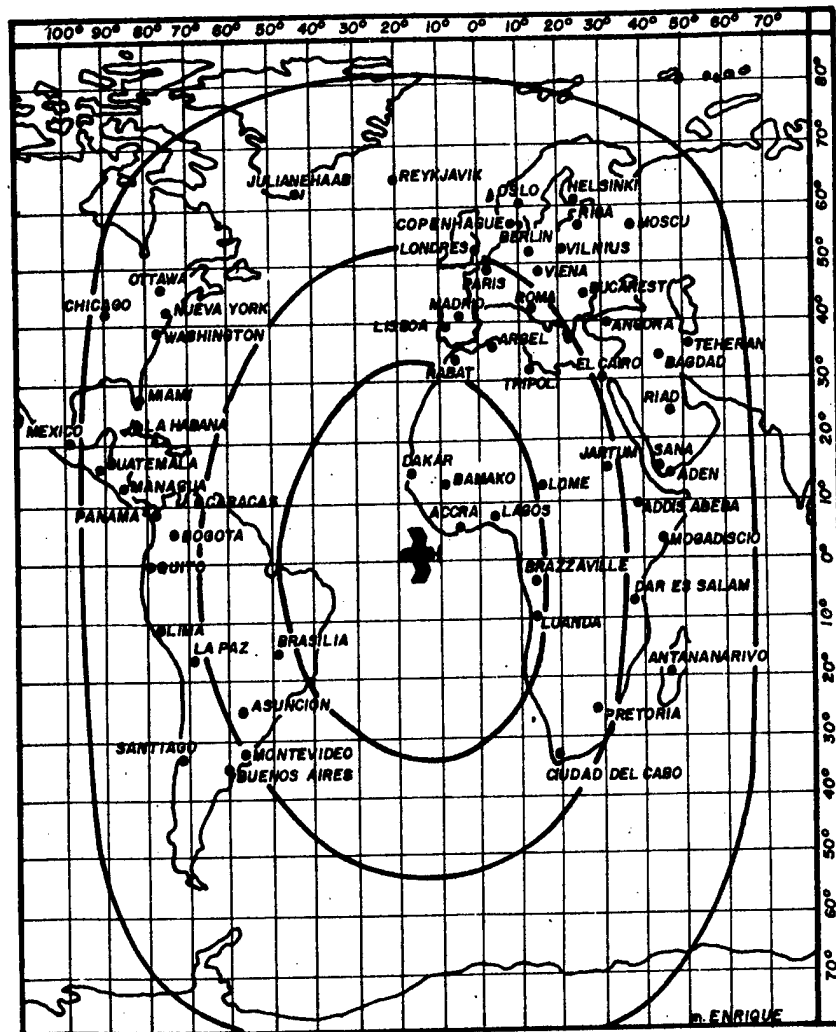 100° 90° 80° 70° 60° 50° 40° 30° 20° 10° 0° 10° 20° 30° 40° 50° 60° 70°
80°
70°
JULIANEHAAB
REYKJAVIK
OSLO
HELSINKI
60°
COPENHAGUE
RIGA
MOSCU
BERLIN
LONDRES
VILNIUS
50°
OTTAWA
PARIS
VIENA
BUCAREST
CHICAGO
NUEVA YORK
MADRID
ROMA
40°
WASHINGTON
LISBOA
ARGEL
ANGORA
TEHERAN
RABAT
TRIPOL
EL CAIRO
BAGDAD
30°
MIAMI
RIAD
MEXICO
LA HABANA
20°
GUATEMALA
DAKAR
JARTUM
SANA
MANAGUA
BAMAKO
LOME
ADEN
CARACAS
10°
PANAMA
ACCRA
LAGOS
ADDIS ABEBA
BOGOTA
MOGADISCIO
0°
QUITO
BRAZZAVILLE
DAR ES SALAM
10°
LIMA
LUANDA
LA PAZ
BRASILIA
ANTANANARIVO
20°
ASUNCIÓN
PRETORIA
30°
SANTIAGO
MONTEVIDEO
BUENOS AIRES
CIUDAD DEL CABO
40°
50°
60°
70°
m. ENRIQUE